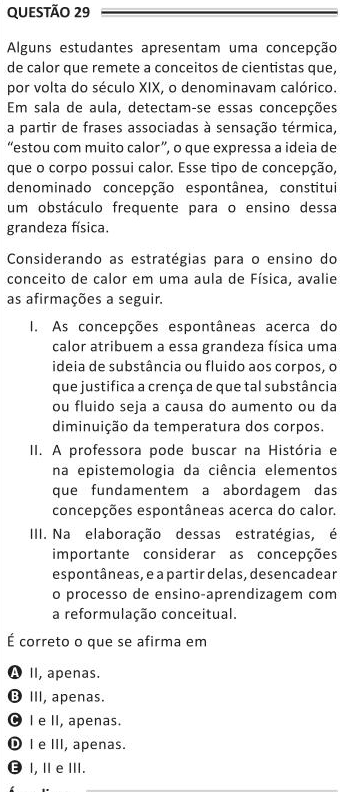 QUESTÃO 29
Alguns estudantes apresentam uma concepção
de calor que remete a conceitos de cientistas que,
por volta do século XIX, o denominavam calórico.
Em sala de aula, detectam-se essas concepções
a partir de frases associadas à sensação térmica,
“estou com muito calor”, o que expressa a ideia de
que o corpo possui calor. Esse tipo de concepção,
denominado concepção espontânea, constitui
um obstáculo frequente para o ensino dessa
grandeza física.
Considerando as estratégias para o ensino do
conceito de calor em uma aula de Física, avalie
as afirmações a seguir.
I. As concepções espontâneas acerca do
calor atribuem a essa grandeza física uma
ideia de substância ou fluido aos corpos, o
que justifica a crença de que tal substância
ou fluido seja a causa do aumento ou da
diminuição da temperatura dos corpos.
II. A professora pode buscar na História e
na epistemologia da ciência elementos
que fundamentem a abordagem das
concepções espontâneas acerca do calor.
III. Na elaboração dessas estratégias, é
importante considerar as concepções
espontâneas, e a partir delas, desencadear
o processo de ensino-aprendizagem com
a reformulação conceitual.
É correto o que se afirma em
A II, apenas.
B III, apenas.
C I e II, apenas.
D I e III, apenas.
E I, II e III.